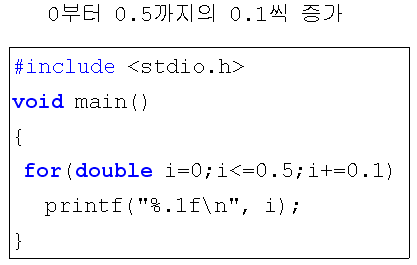 0부터 0.5까지의 0.1씩 증가
#include <stdio.h>
void main()
{
for(double i=0;i<=0.5;i+=0.1)
printf("%.1f\n", i);
}